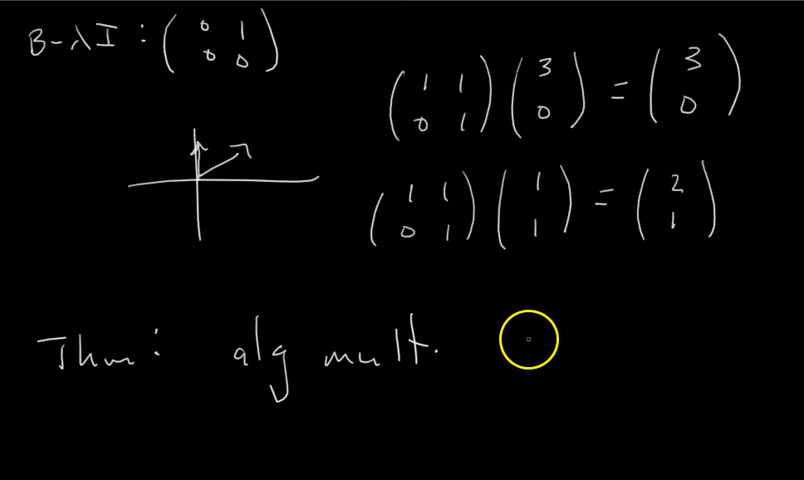 B-λI : (0 1
0 0)
(1 1
0 1) (3
0) = (3
0)
(1 1
0 1) (1
1) = (2
1)
Thm: alg mult.